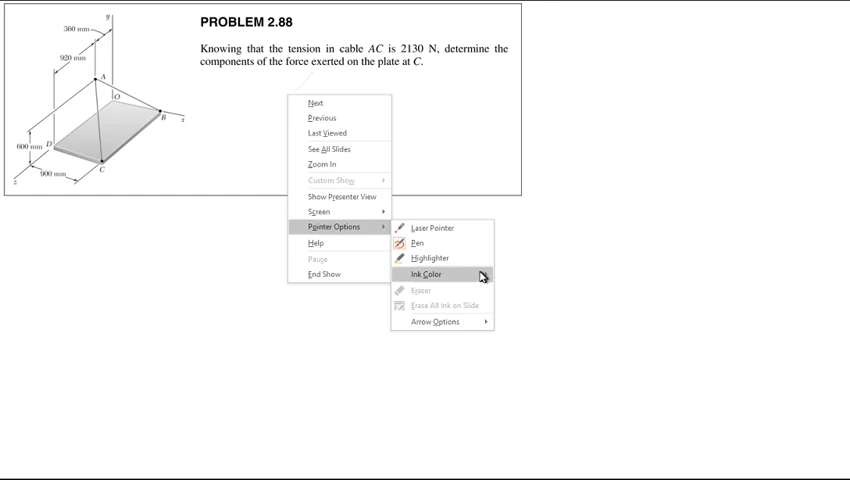 PROBLEM 2.88
Knowing that the tension in cable AC is 2130 N, determine the
components of the force exerted on the plate at C.
y
360 mm
920 mm
A
O
B
x
600 mm
D
C
900 mm
z
Next
Previous
Last Viewed
See All Slides
Zoom In
Custom Show
Show Presenter View
Screen
Pointer Options
Help
Pause
End Show
Laser Pointer
Pen
Highlighter
Ink Color
Eraser
Erase All Ink on Slide
Arrow Options